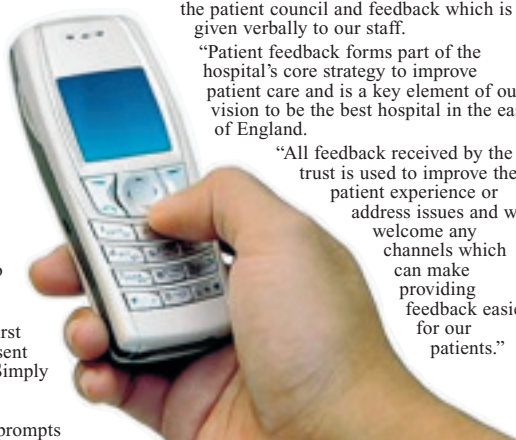 the patient council and feedback which is
given verbally to our staff.
“Patient feedback forms part of the
hospital’s core strategy to improve
patient care and is a key element of ou
vision to be the best hospital in the eas
of England.
“All feedback received by the
trust is used to improve the
patient experience or
address issues and w
welcome any
channels which
can make
providing
feedback easie
for our
patients.”
rst
sent
Simply
prompts